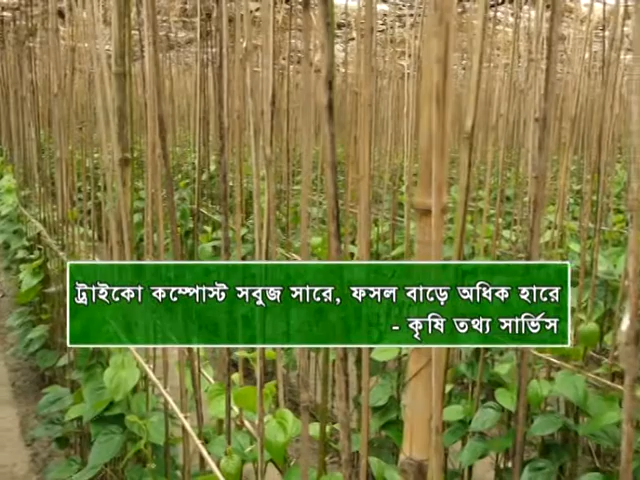 ট্রাইকো কম্পোস্ট সবুজ সারে, ফসল বাড়ে অধিক হারে
- কৃষি তথ্য সার্ভিস